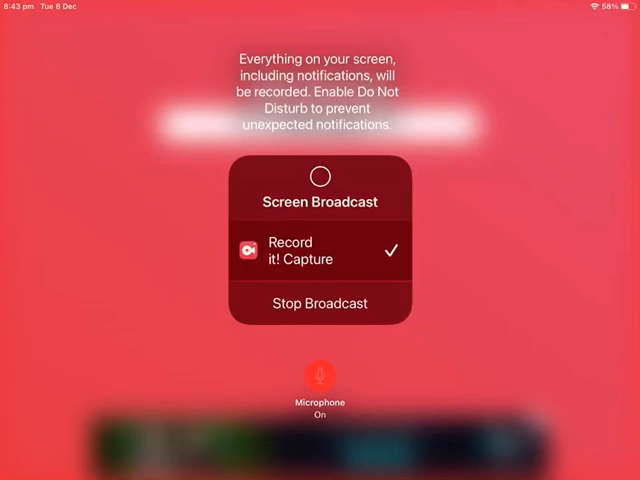 8:43 pm Tue 8 Dec
58%
Everything on your screen,
including notifications, will
be recorded. Enable Do Not
Disturb to prevent
unexpected notifications.
Screen Broadcast
Record
it! Capture
Stop Broadcast
Microphone
On